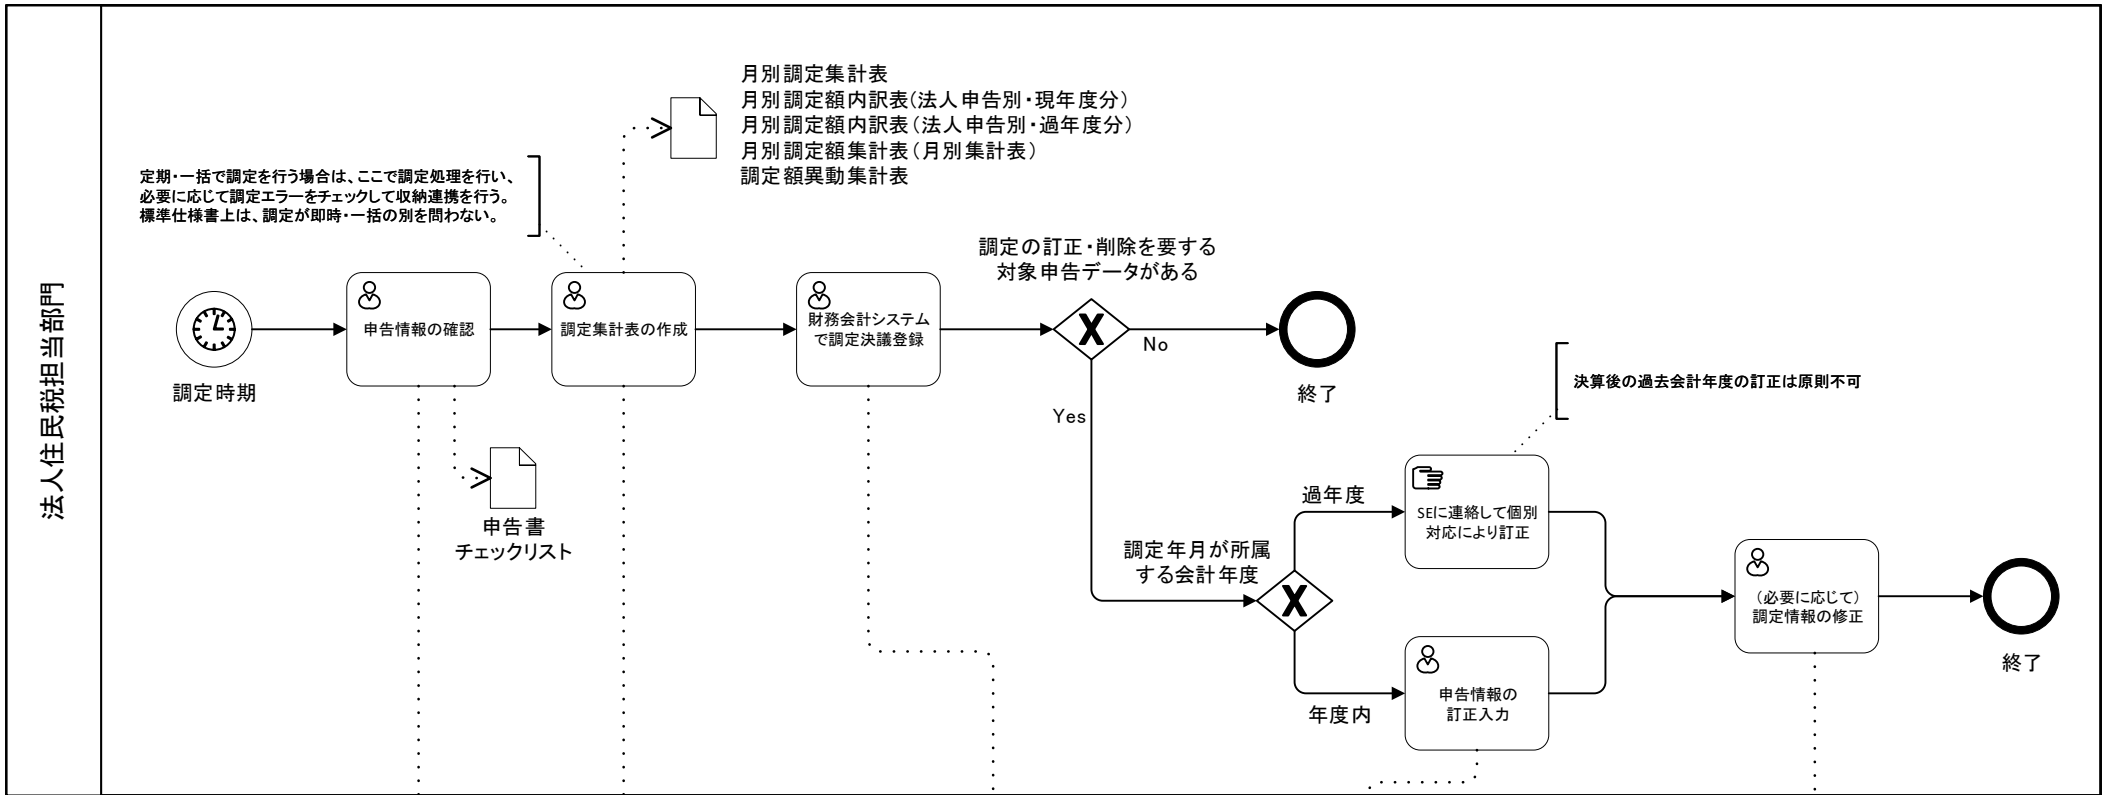 法人住民税担当部門
月別調定集計表
月別調定額内訳表(法人申告別・現年度分)
月別調定額内訳表(法人申告別・過年度分)
月別調定額集計表(月別集計表)
調定額異動集計表
定期・一括で調定を行う場合は、ここで調定処理を行い、
必要に応じて調定エラーをチェックして収納連携を行う。
標準仕様書上は、調定が即時・一括の別を問わない。
調定時期
申告情報の確認
申告書
チェックリスト
調定集計表の作成
財務会計システム
で調定決議登録
調定の訂正・削除を要する
対象申告データがある
X
No
終了
Yes
調定年月が所属
する会計年度
X
過年度
決算後の過去会計年度の訂正は原則不可
SEに連絡して個別
対応により訂正
年度内
申告情報の
訂正入力
(必要に応じて)
調定情報の修正
終了